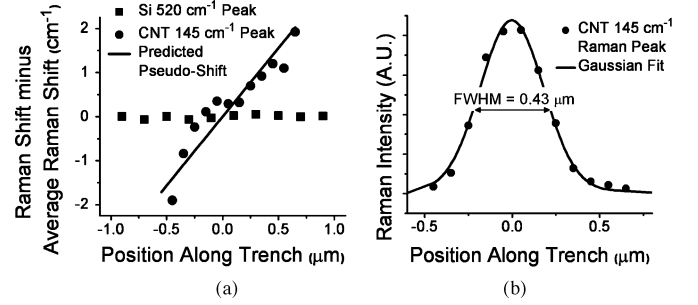 Si 520 cm⁻¹ Peak
CNT 145 cm⁻¹ Peak
Predicted
Pseudo-Shift
Raman Shift minus
Average Raman Shift (cm⁻¹)
2
1
0
-1
-2
-1.0
-0.5
0.0
0.5
1.0
Position Along Trench (μm)
(a)
CNT 145 cm⁻¹
Raman Peak
Gaussian Fit
FWHM = 0.43 μm
Raman Intensity (A.U.)
-0.5
0.0
0.5
Position Along Trench (μm)
(b)